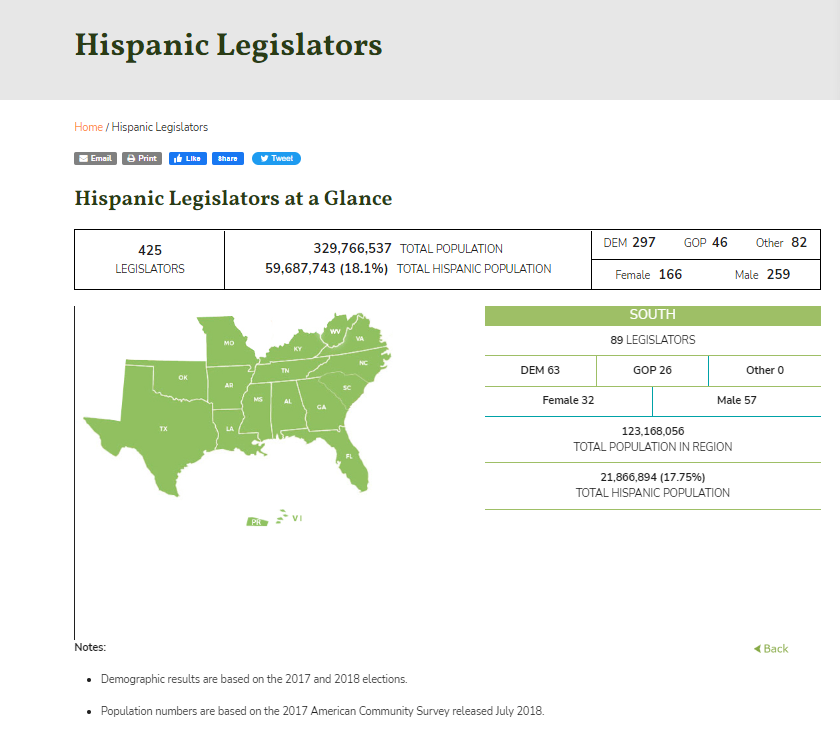 Hispanic Legislators
Home / Hispanic Legislators
Email Print Like Share Tweet
Hispanic Legislators at a Glance
425
LEGISLATORS
329,766,537 TOTAL POPULATION
59,687,743 (18.1%) TOTAL HISPANIC POPULATION
DEM 297 GOP 46 Other 82
Female 166 Male 259
MO
WV
VA
KY
NC
TN
OK
AR
SC
MS
AL
GA
TX
LA
FL
PR
VI
SOUTH
89 LEGISLATORS
DEM 63 GOP 26 Other 0
Female 32 Male 57
123,168,056
TOTAL POPULATION IN REGION
21,866,894 (17.75%)
TOTAL HISPANIC POPULATION
Notes:
Back
Demographic results are based on the 2017 and 2018 elections.
Population numbers are based on the 2017 American Community Survey released July 2018.